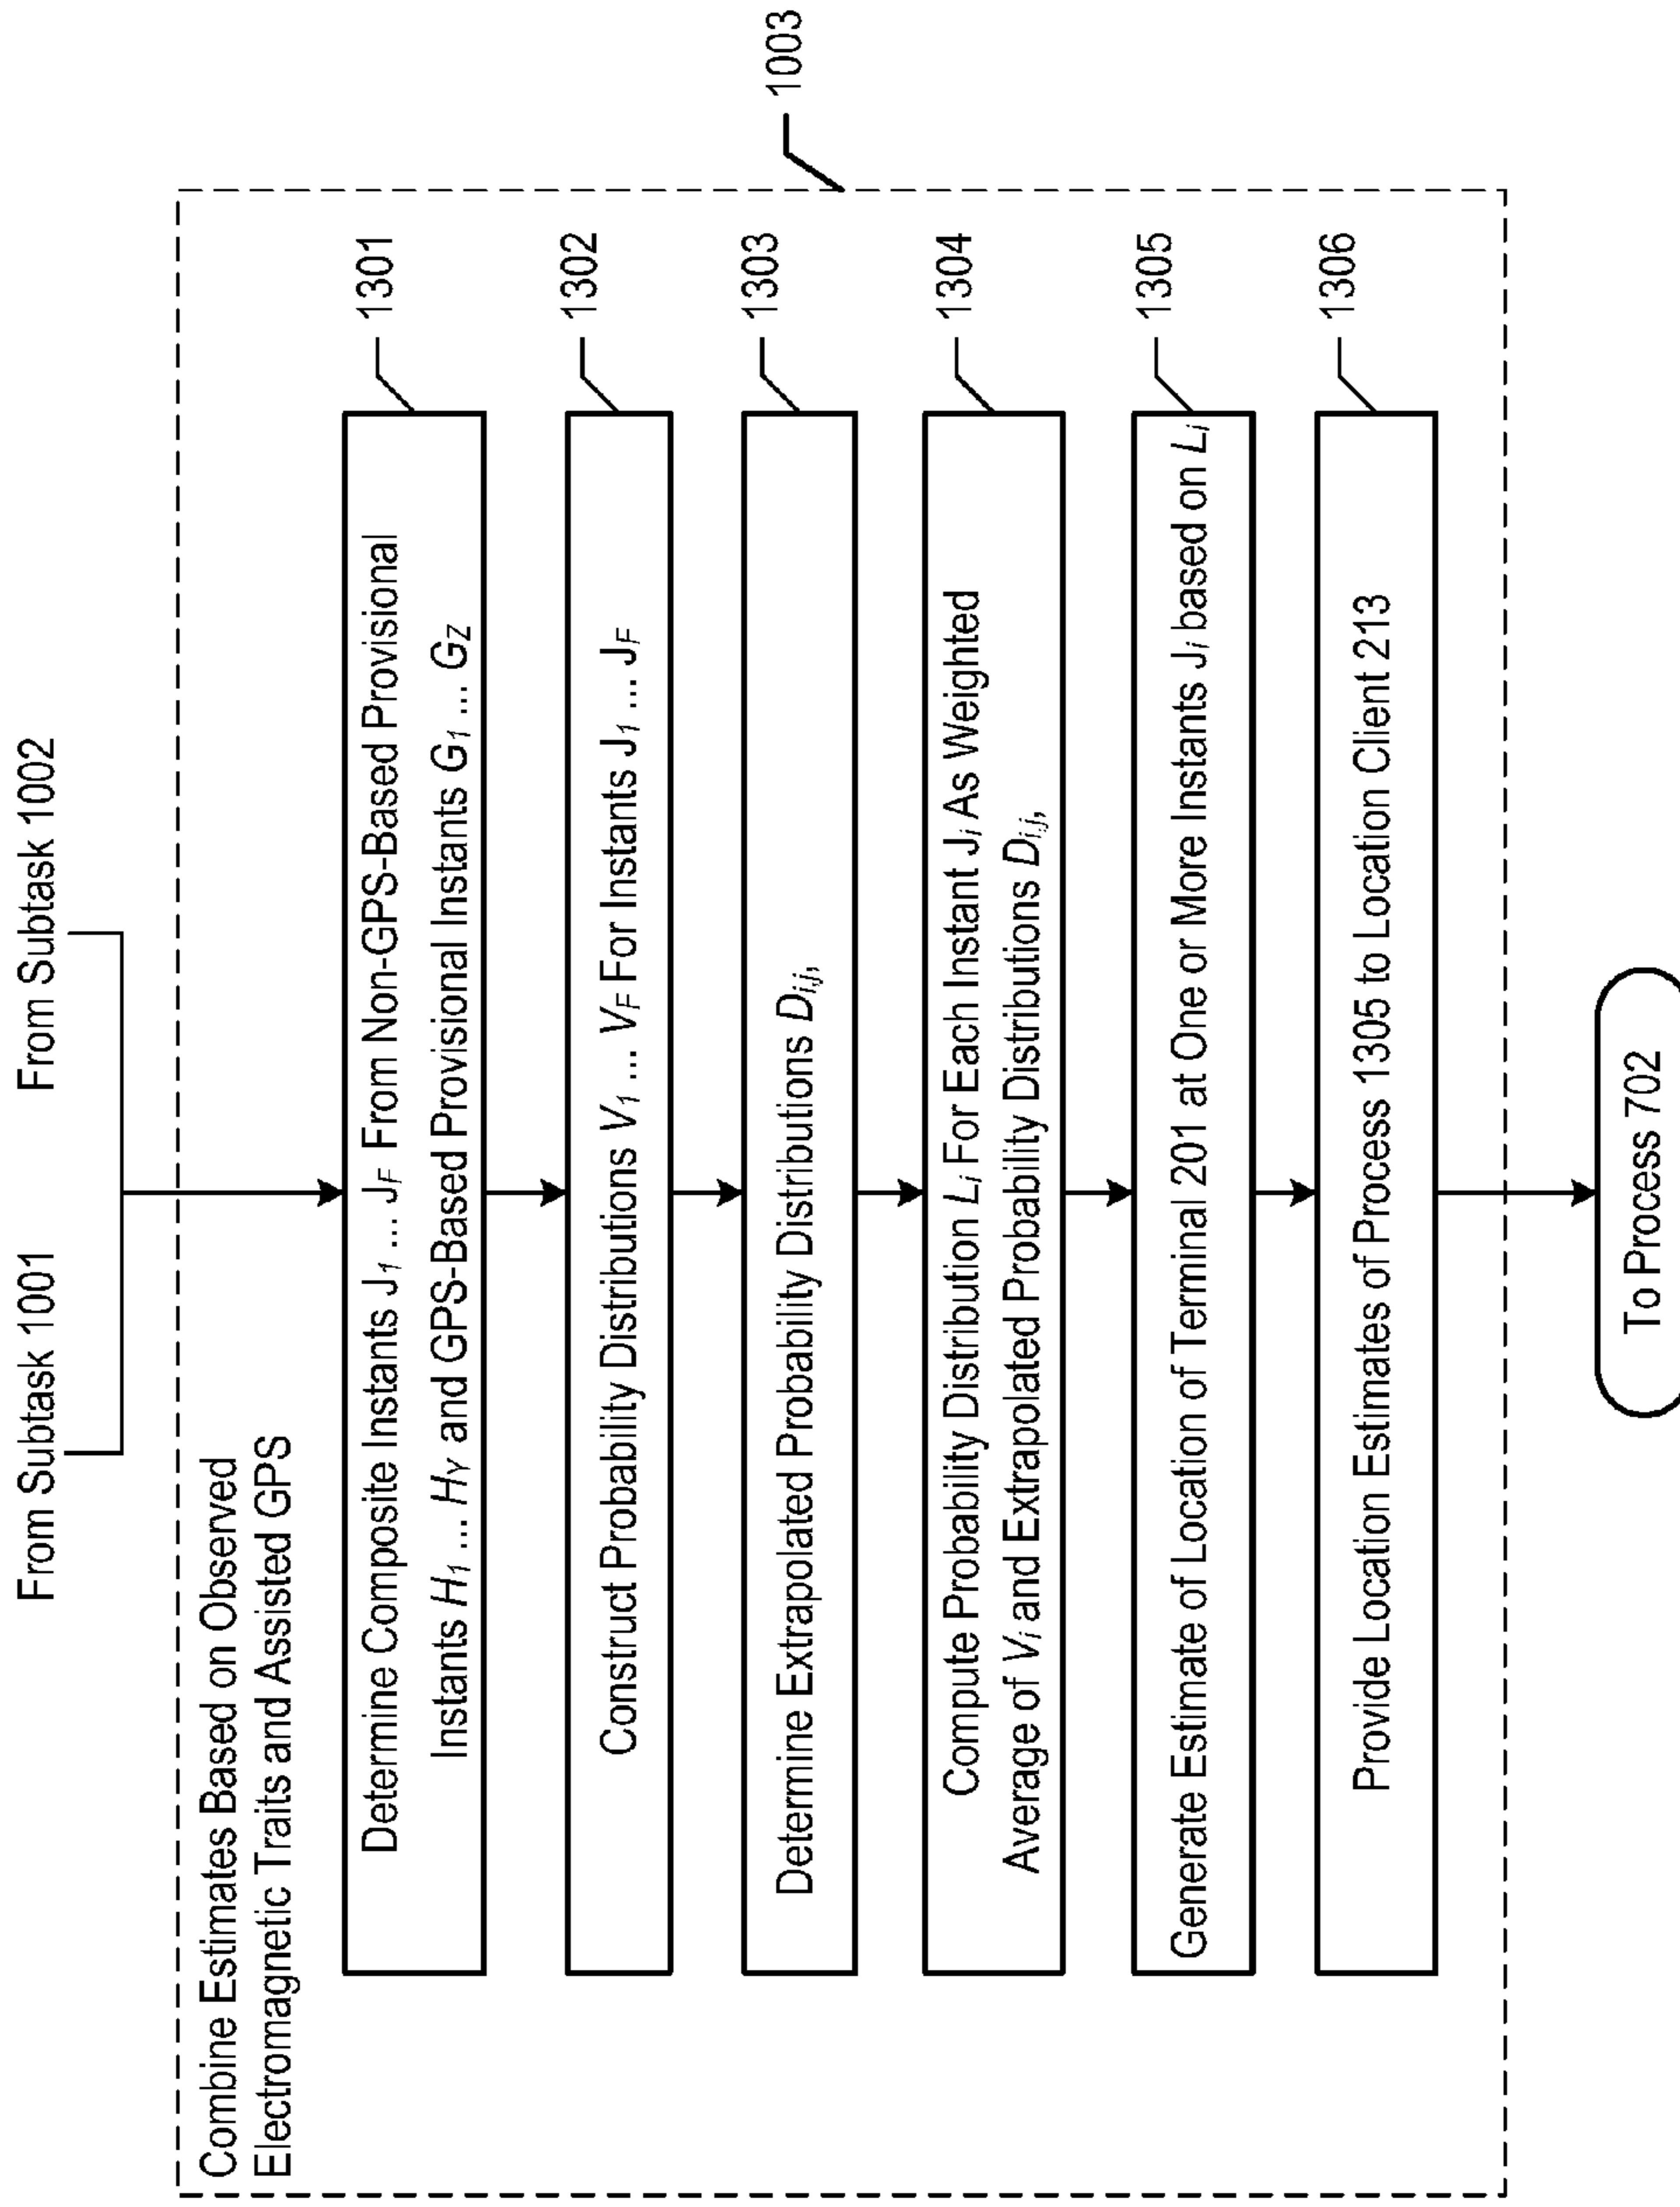 From Subtask 1001
From Subtask 1002
Combine Estimates Based on Observed
Electromagnetic Traits and Assisted GPS
1003
Determine Composite Instants J1 ... JF From Non-GPS-Based Provisional
Instants H1 ... HY and GPS-Based Provisional Instants G1 ... GZ
1301
Construct Probability Distributions V1 ... VF For Instants J1 ... JF
1302
Determine Extrapolated Probability Distributions Di,j,
1303
Compute Probability Distribution Li For Each Instant Ji As Weighted
Average of Vi and Extrapolated Probability Distributions Di,j,
1304
Generate Estimate of Location of Terminal 201 at One or More Instants Ji based on Li
1305
Provide Location Estimates of Process 1305 to Location Client 213
1306
To Process 702